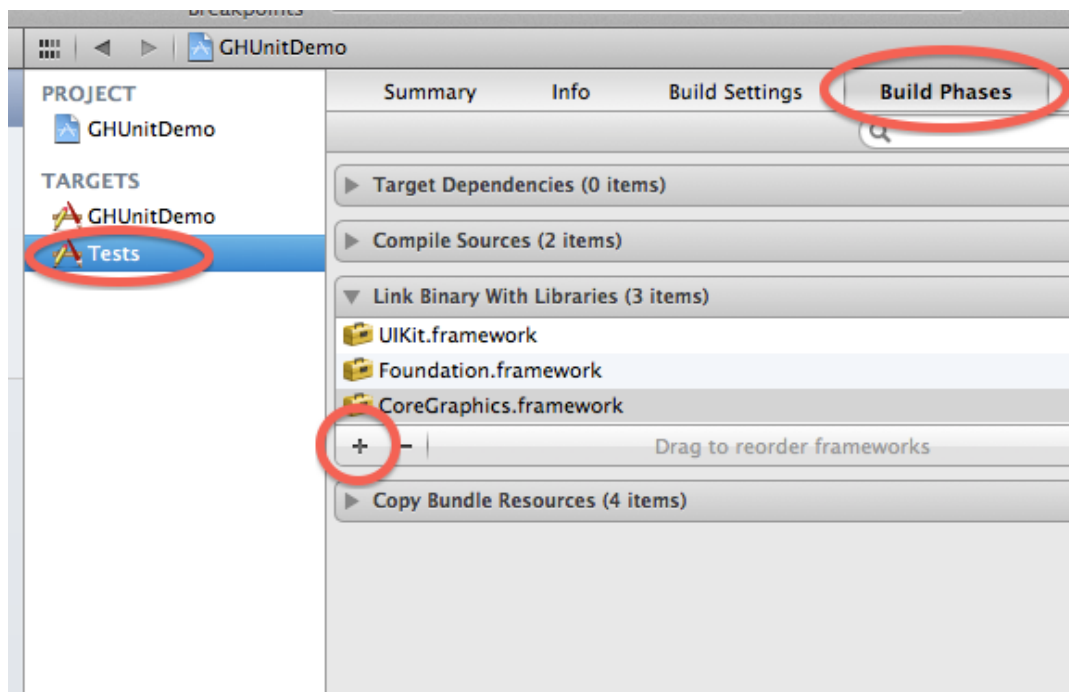 Breakpoints
GHUnitDemo
PROJECT
GHUnitDemo
TARGETS
GHUnitDemo
Tests
Summary Info Build Settings Build Phases
Target Dependencies (0 items)
Compile Sources (2 items)
Link Binary With Libraries (3 items)
UIKit.framework
Foundation.framework
CoreGraphics.framework
+ – Drag to reorder frameworks
Copy Bundle Resources (4 items)